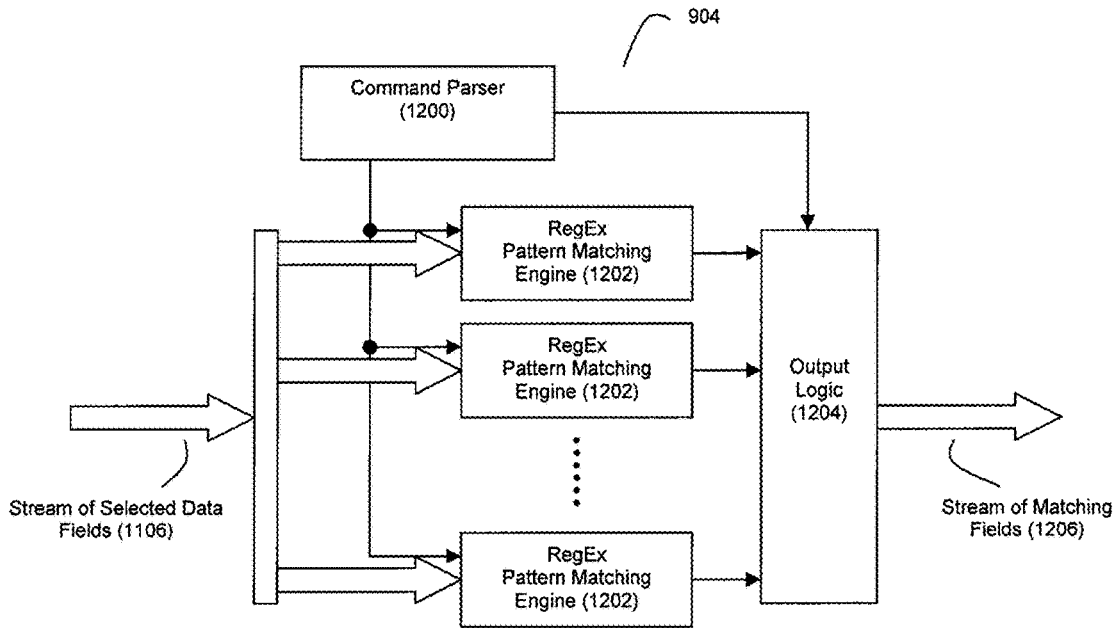 904
Command Parser
(1200)
RegEx
Pattern Matching
Engine (1202)
RegEx
Pattern Matching
Engine (1202)
Output
Logic
(1204)
Stream of Selected Data
Fields (1106)
Stream of Matching
Fields (1206)
RegEx
Pattern Matching
Engine (1202)